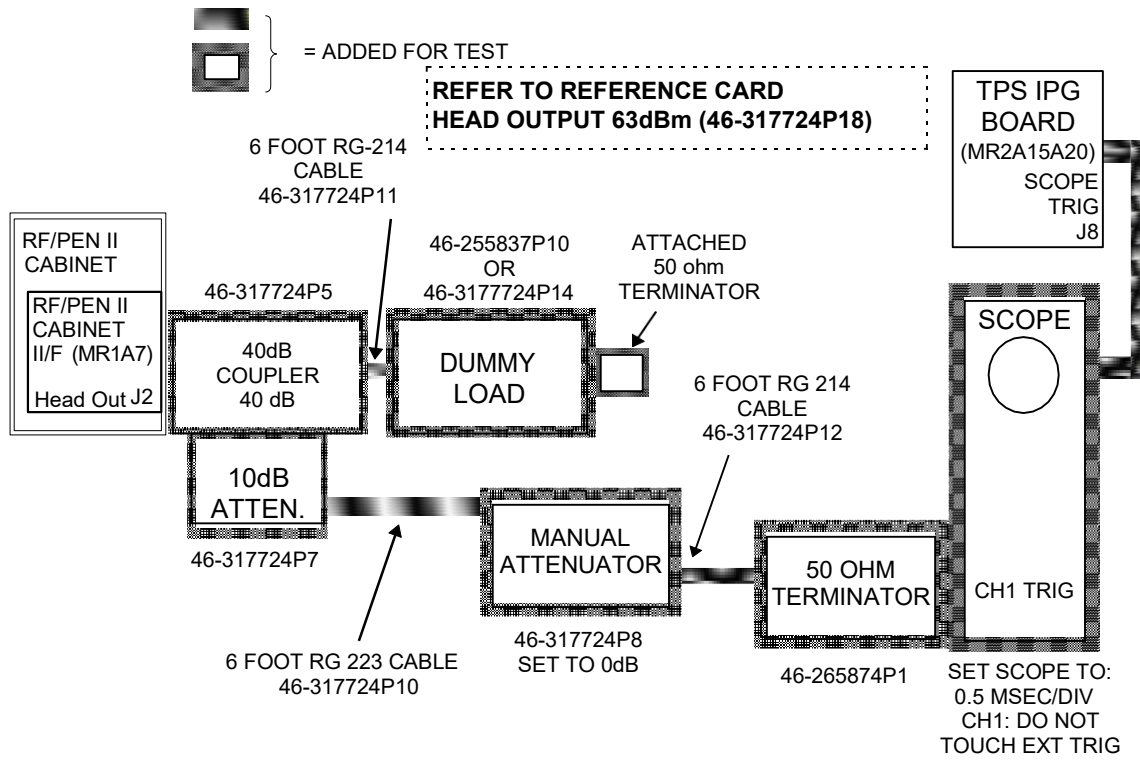 = ADDED FOR TEST
REFER TO REFERENCE CARD
HEAD OUTPUT 63dBm (46-317724P18)
TPS IPG
BOARD
(MR2A15A20)
SCOPE
TRIG
J8
6 FOOT RG-214
CABLE
46-317724P11
RF/PEN II
CABINET
RF/PEN II
CABINET
II/F (MR1A7)
Head Out J2
46-317724P5
40dB
COUPLER
40 dB
46-255837P10
OR
46-3177724P14
DUMMY
LOAD
ATTACHED
50 ohm
TERMINATOR
10dB
ATTEN.
46-317724P7
6 FOOT RG 223 CABLE
46-317724P10
MANUAL
ATTENUATOR
46-317724P8
SET TO 0dB
6 FOOT RG 214
CABLE
46-317724P12
50 OHM
TERMINATOR
46-265874P1
SCOPE
CH1 TRIG
SET SCOPE TO:
0.5 MSEC/DIV
CH1: DO NOT
TOUCH EXT TRIG